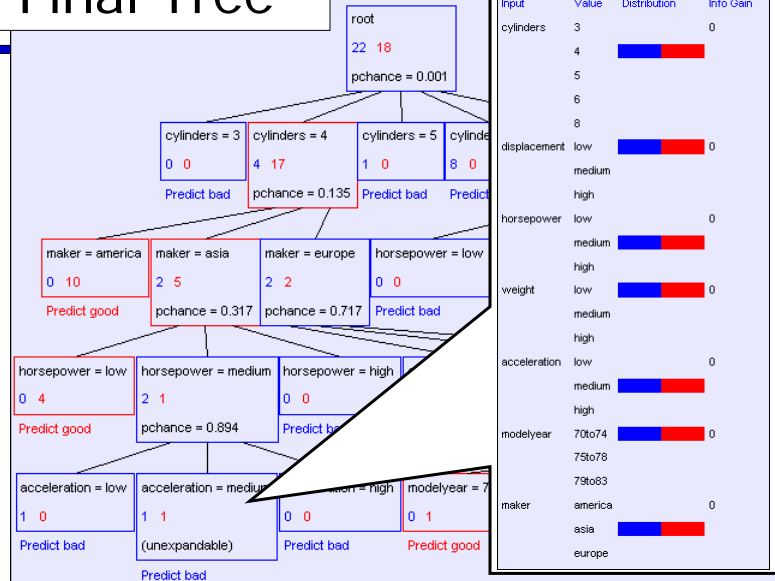 Final Tree
root
22 18
pchance = 0.001
cylinders = 3
0 0
Predict bad
cylinders = 4
4 17
pchance = 0.135
cylinders = 5
1 0
Predict bad
8 0
maker = america
0 10
Predict good
maker = asia
2 5
pchance = 0.317
maker = europe
2 2
pchance = 0.717
horsepower = low
0 0
Predict bad
horsepower = low
0 4
Predict good
horsepower = medium
2 1
pchance = 0.894
horsepower = high
0 0
acceleration = low
1 0
Predict bad
acceleration = medium
1 1
(unexpandable)
Predict bad
= high
0 0
Predict bad
modelyear = 7
0 1
Predict good
Input Value Distribution Info Gain
cylinders 3 0
4
5
6
8
displacement low 0
medium
high
horsepower low 0
medium
high
weight low 0
medium
high
acceleration low 0
medium
high
modelyear 70to74 0
75to78
79to83
maker america 0
asia
europe